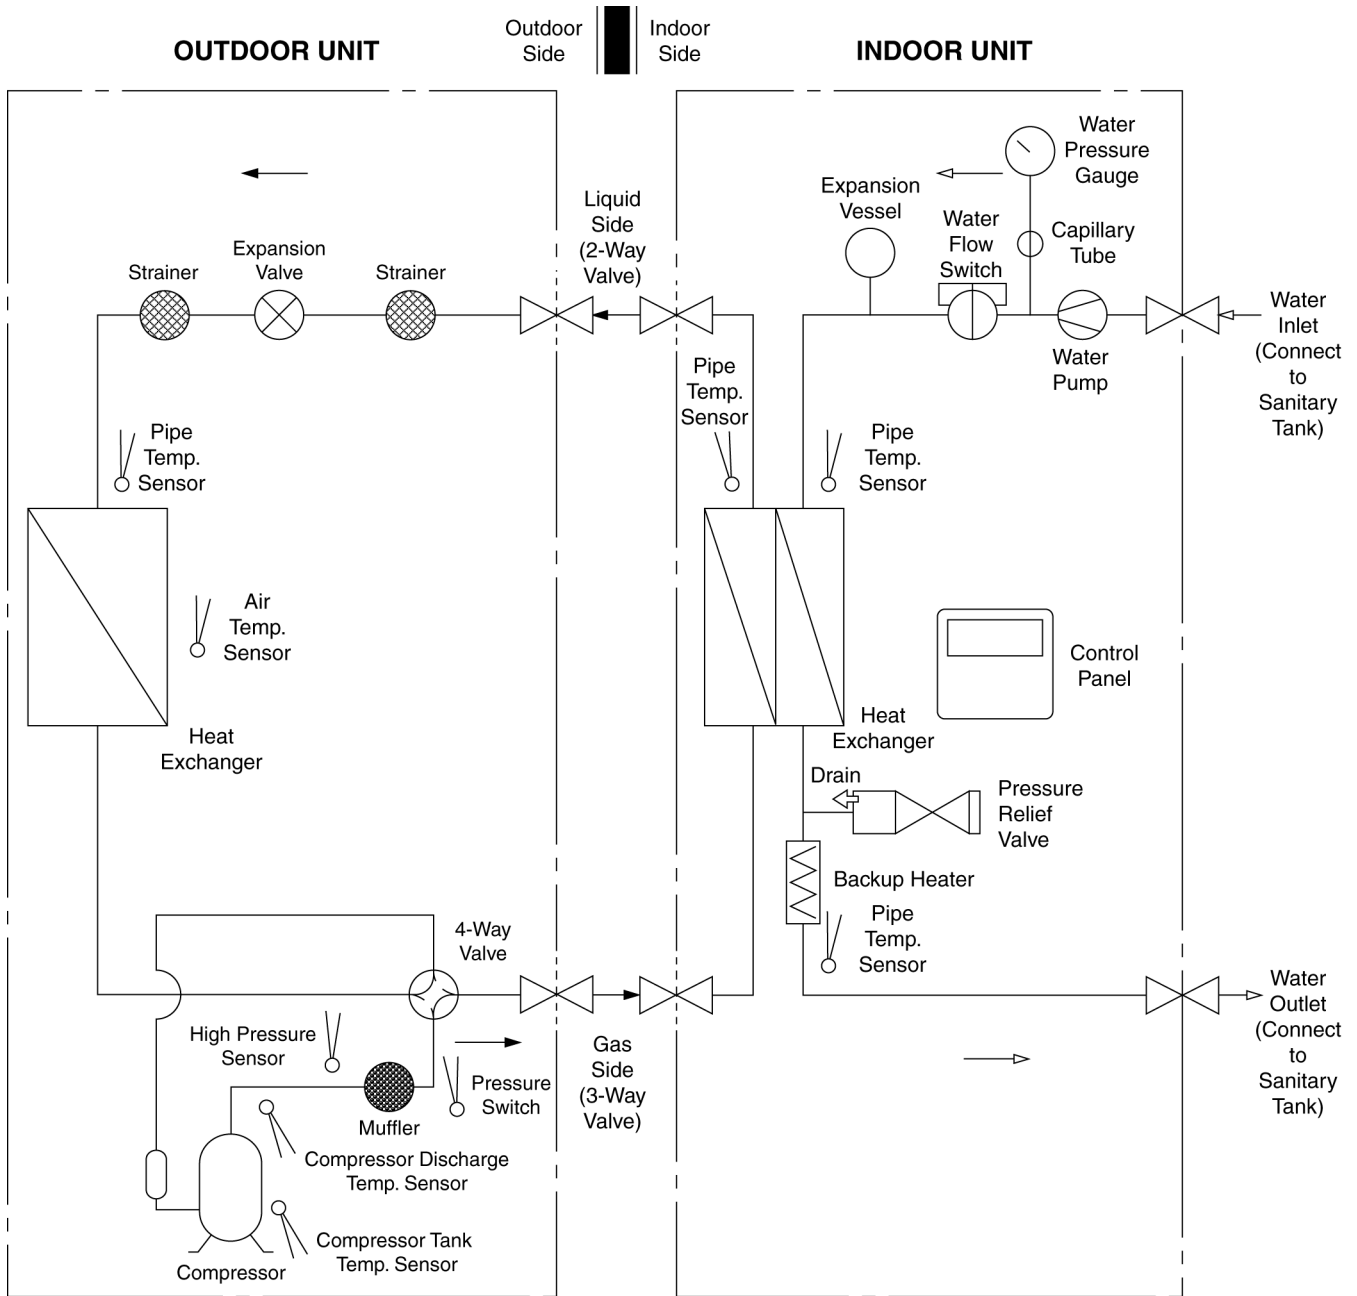 OUTDOOR UNIT
Outdoor
Side
Indoor
Side
INDOOR UNIT
Water
Pressure
Gauge
Expansion
Vessel
Water
Flow
Switch
Capillary
Tube
Liquid
Side
(2-Way
Valve)
Strainer
Expansion
Valve
Strainer
Water
Inlet
(Connect
to
Sanitary
Tank)
Water
Pump
Pipe
Temp.
Sensor
Pipe
Temp.
Sensor
Pipe
Temp.
Sensor
Air
Temp.
Sensor
Control
Panel
Heat
Exchanger
Heat
Exchanger
Drain
Pressure
Relief
Valve
Backup Heater
Pipe
Temp.
Sensor
4-Way
Valve
Water
Outlet
(Connect
to
Sanitary
Tank)
High Pressure
Sensor
Gas
Side
(3-Way
Valve)
Pressure
Switch
Muffler
Compressor Discharge
Temp. Sensor
Compressor Tank
Temp. Sensor
Compressor